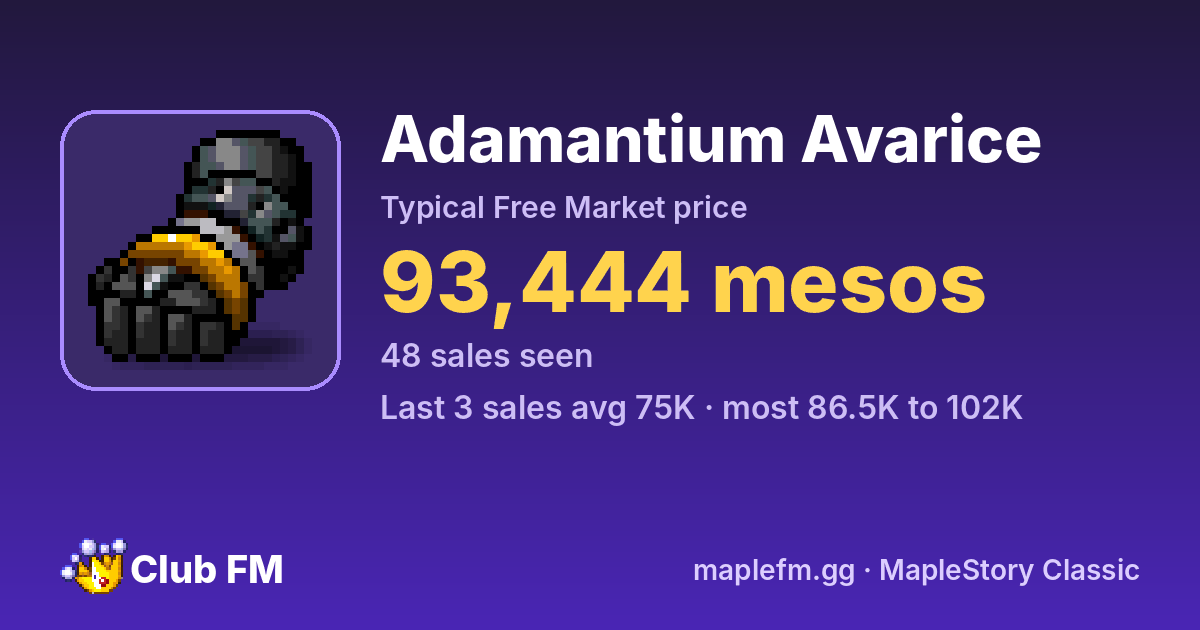 Adamantium Avarice
Typical Free Market price
93,444 mesos
48 sales seen
Last 3 sales avg 75K · most 86.5K to 102K
Club FM
maplefm.gg · MapleStory Classic